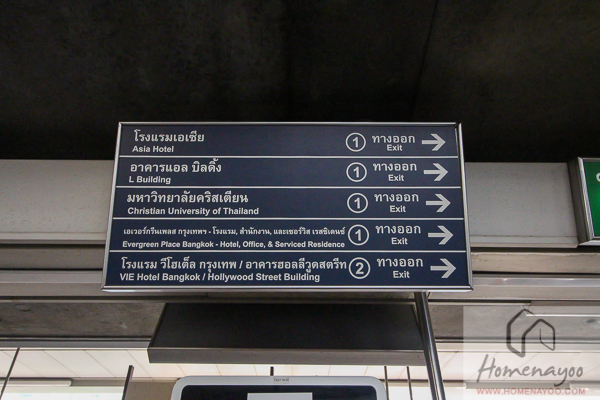 โรงแรมเอเซีย
Asia Hotel
1 ทางออก
Exit
อาคารแอล บิลดิ้ง
L Building
1 ทางออก
Exit
มหาวิทยาลัยคริสเตียน
Christian University of Thailand
1 ทางออก
Exit
เอเวอร์กรีนเพลส กรุงเทพฯ - โรงแรม, สำนักงาน, และเซอร์วิส เรสซิเดนซ์
Evergreen Place Bangkok - Hotel, Office, & Serviced Residence
1 ทางออก
Exit
โรงแรม วีโฮเต็ล กรุงเทพ / อาคารฮอลลีวูดสตรีท
VIE Hotel Bangkok / Hollywood Street Building
2 ทางออก
Exit
Homenayoo
WWW.HOMENAYOO.COM